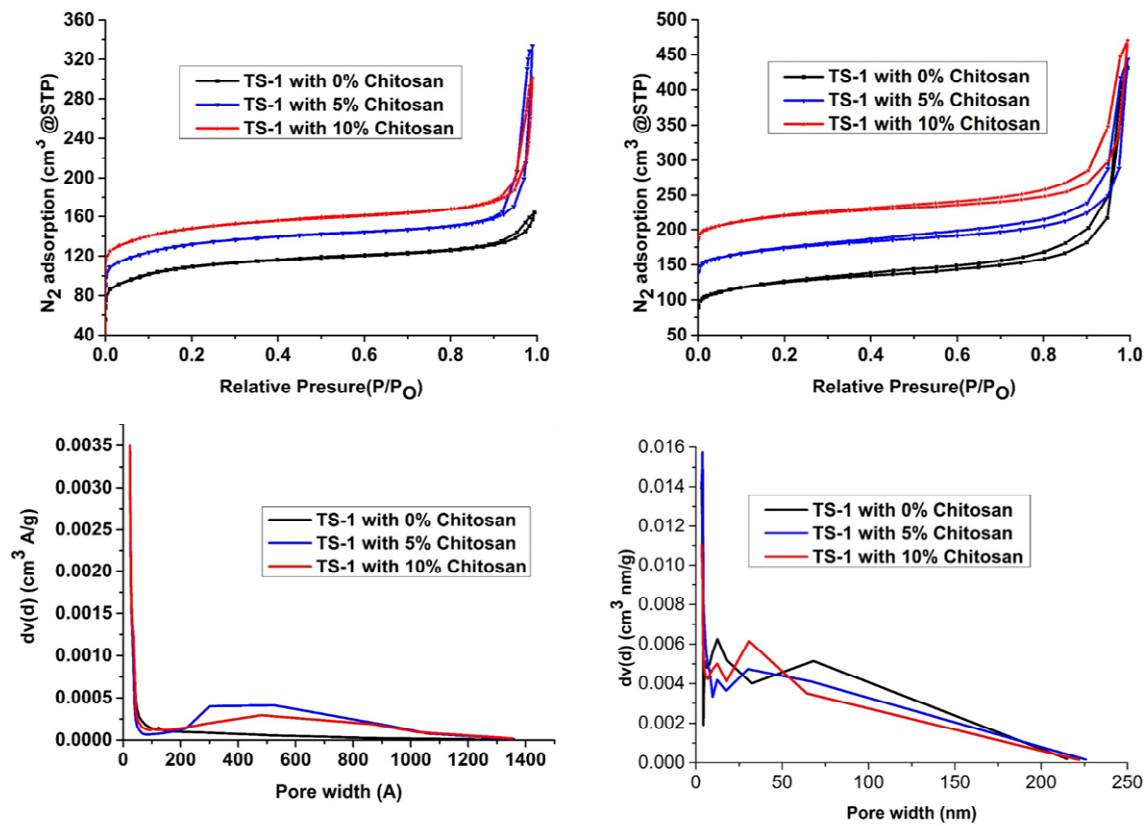 360
320
280
240
200
160
120
80
40
N2 adsorption (cm3 @STP)
TS-1 with 0% Chitosan
TS-1 with 5% Chitosan
TS-1 with 10% Chitosan
0.0 0.2 0.4 0.6 0.8 1.0
Relative Presure(P/PO)
500
450
400
350
300
250
200
150
100
50
N2 adsorption (cm3 @STP)
TS-1 with 0% Chitosan
TS-1 with 5% Chitosan
TS-1 with 10% Chitosan
0.0 0.2 0.4 0.6 0.8 1.0
Relative Presure(P/PO)
0.0035
0.0030
0.0025
0.0020
0.0015
0.0010
0.0005
0.0000
dv(d) (cm3 A/g)
TS-1 with 0% Chitosan
TS-1 with 5% Chitosan
TS-1 with 10% Chitosan
0 200 400 600 800 1000 1200 1400
Pore width (A)
0.016
0.014
0.012
0.010
0.008
0.006
0.004
0.002
0.000
dv(d) (cm3 nm/g)
TS-1 with 0% Chitosan
TS-1 with 5% Chitosan
TS-1 with 10% Chitosan
0 50 100 150 200 250
Pore width (nm)